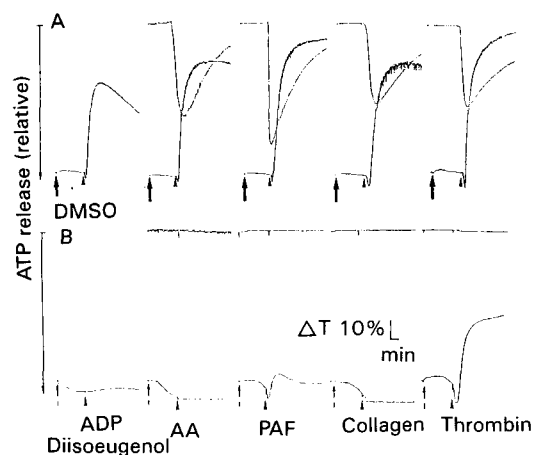 A
ATP release (relative)
DMSO
B
ΔT 10%
min
ADP AA PAF Collagen Thrombin
Diisoeugenol